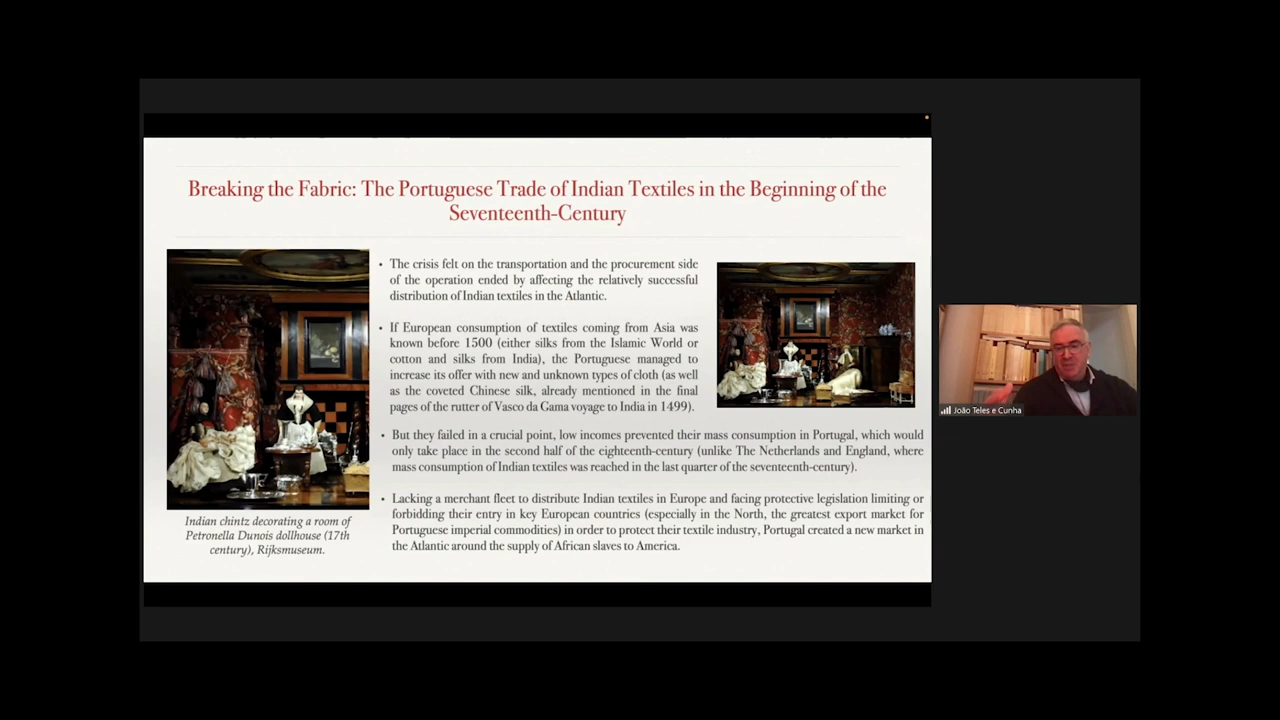 Breaking the Fabric: The Portuguese Trade of Indian Textiles in the Beginning of the
Seventeenth-Century
• The crisis felt on the transportation and the procurement side
of the operation ended by affecting the relatively successful
distribution of Indian textiles in the Atlantic.
• If European consumption of textiles coming from Asia was
known before 1500 (either silks from the Islamic World or
cotton and silks from India), the Portuguese managed to
increase its offer with new and unknown types of cloth (as well
as the coveted Chinese silk, already mentioned in the final
pages of the rutter of Vasco da Gama voyage to India in 1499).
• But they failed in a crucial point, low incomes prevented their mass consumption in Portugal, which would
only take place in the second half of the eighteenth-century (unlike The Netherlands and England, where
mass consumption of Indian textiles was reached in the last quarter of the seventeenth-century).
• Lacking a merchant fleet to distribute Indian textiles in Europe and facing protective legislation limiting or
forbidding their entry in key European countries (especially in the North, the greatest export market for
Portuguese imperial commodities) in order to protect their textile industry, Portugal created a new market in
the Atlantic around the supply of African slaves to America.
Indian chintz decorating a room of
Petronella Dunois dollhouse (17th
century), Rijksmuseum.
João Teles e Cunha